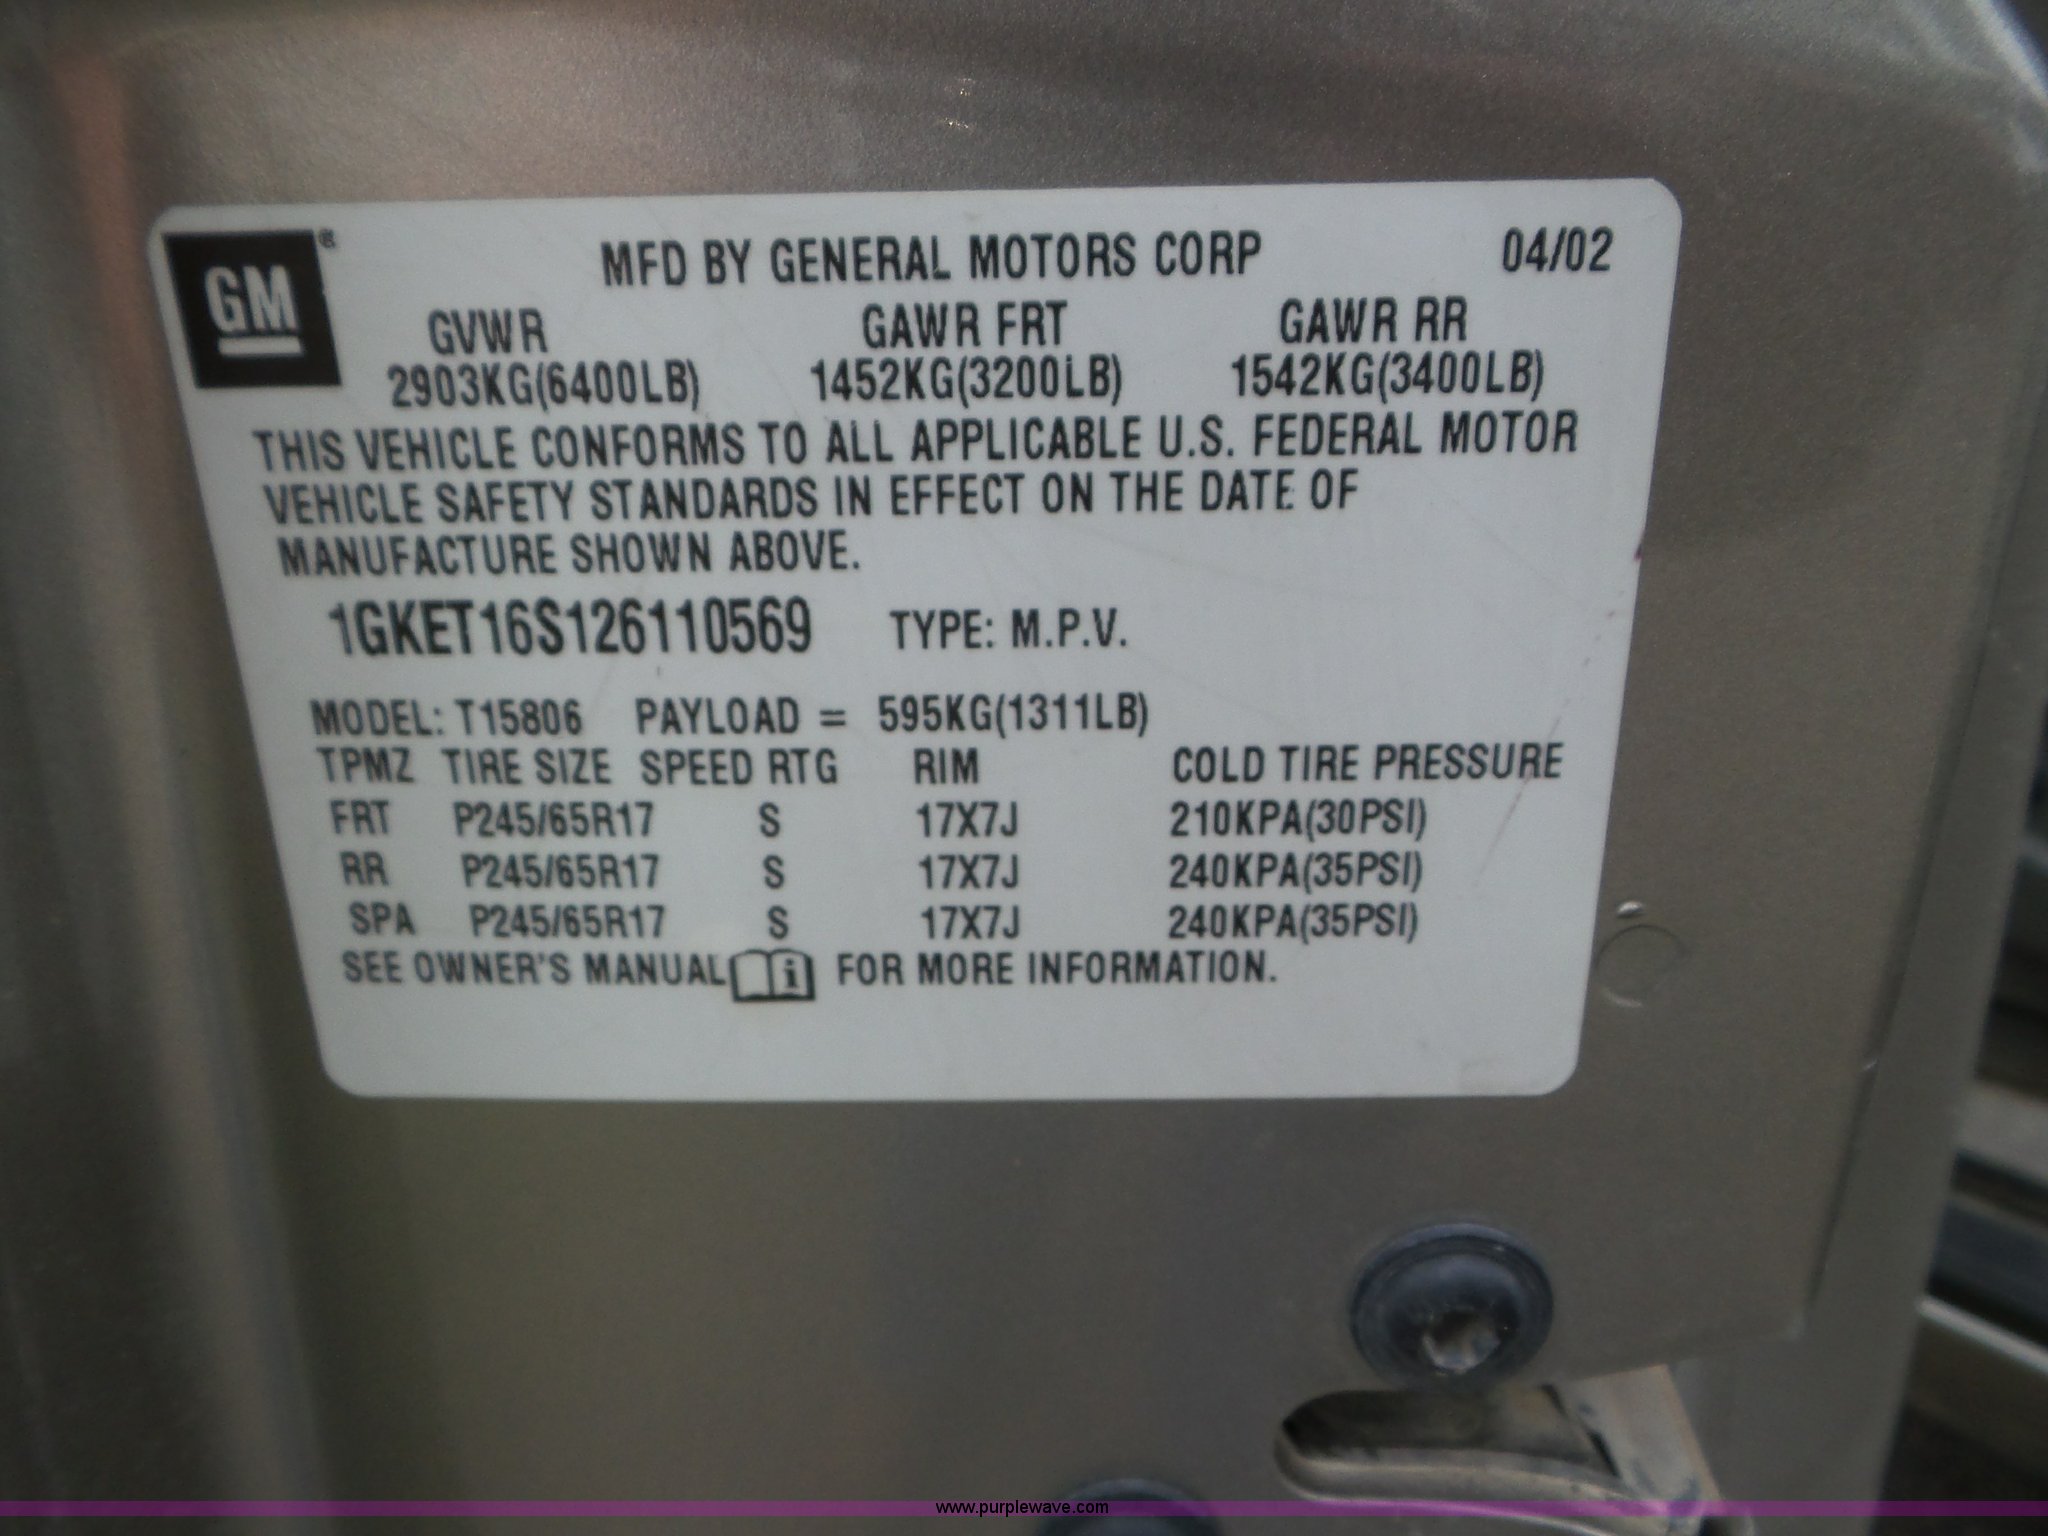 GM®
MFD BY GENERAL MOTORS CORP 04/02
GVWR GAWR FRT GAWR RR
2903KG(6400LB) 1452KG(3200LB) 1542KG(3400LB)
THIS VEHICLE CONFORMS TO ALL APPLICABLE U.S. FEDERAL MOTOR
VEHICLE SAFETY STANDARDS IN EFFECT ON THE DATE OF
MANUFACTURE SHOWN ABOVE.
1GKET16S126110569 TYPE: M.P.V.
MODEL: T15806 PAYLOAD = 595KG(1311LB)
TPMZ TIRE SIZE SPEED RTG RIM COLD TIRE PRESSURE
FRT P245/65R17 S 17X7J 210KPA(30PSI)
RR P245/65R17 S 17X7J 240KPA(35PSI)
SPA P245/65R17 S 17X7J 240KPA(35PSI)
SEE OWNER'S MANUAL i FOR MORE INFORMATION.
www.purplewave.com